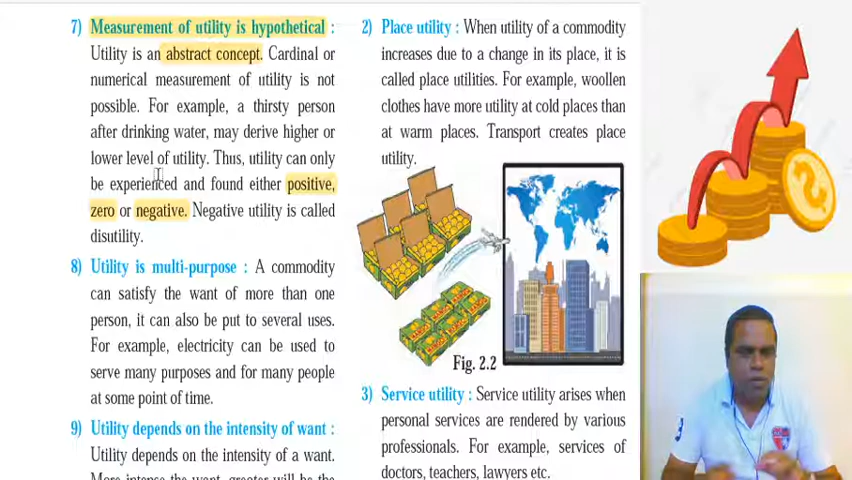 7) Measurement of utility is hypothetical :
Utility is an abstract concept. Cardinal or
numerical measurement of utility is not
possible. For example, a thirsty person
after drinking water, may derive higher or
lower level of utility. Thus, utility can only
be experienced and found either positive,
zero or negative. Negative utility is called
disutility.
8) Utility is multi-purpose : A commodity
can satisfy the want of more than one
person, it can also be put to several uses.
For example, electricity can be used to
serve many purposes and for many people
at some point of time.
9) Utility depends on the intensity of want :
Utility depends on the intensity of a want.
More intense the want, greater will be the
2) Place utility : When utility of a commodity
increases due to a change in its place, it is
called place utilities. For example, woollen
clothes have more utility at cold places than
at warm places. Transport creates place
utility.
Fig. 2.2
3) Service utility : Service utility arises when
personal services are rendered by various
professionals. For example, services of
doctors, teachers, lawyers etc.